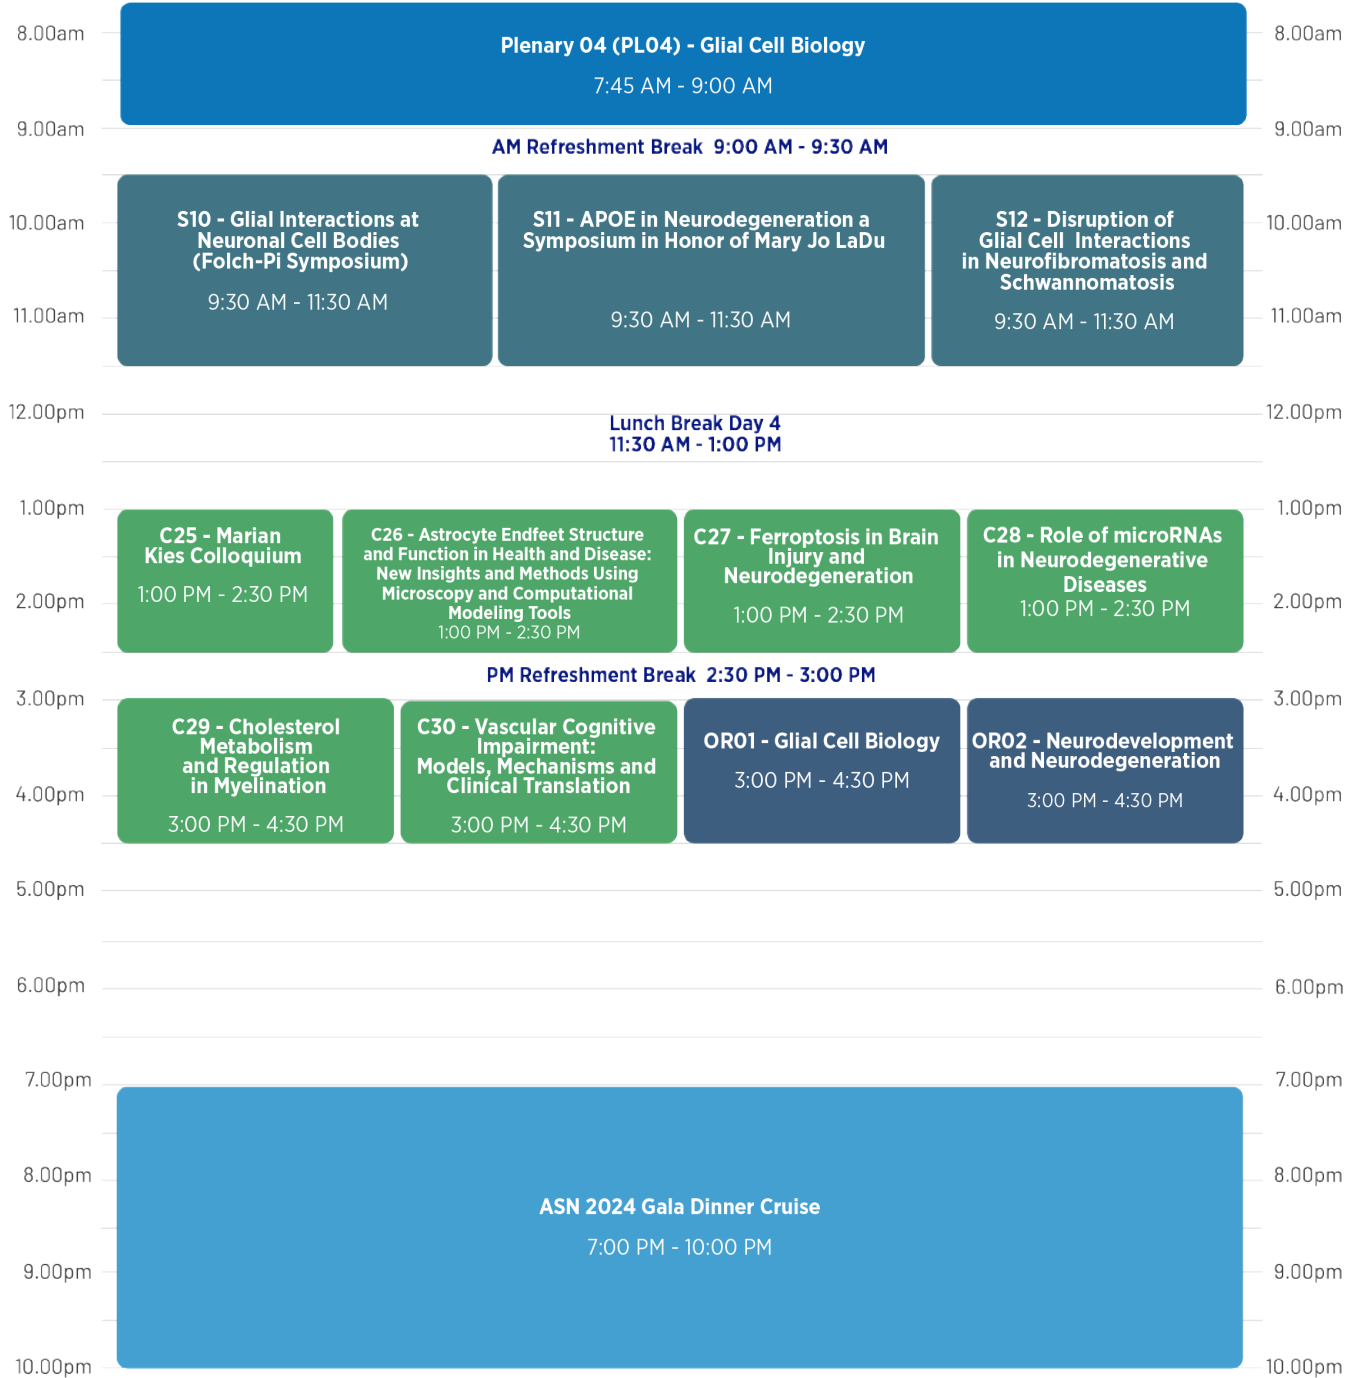 8.00am
8.00am
Plenary 04 (PL04) - Glial Cell Biology
7:45 AM - 9:00 AM
9.00am
9.00am
AM Refreshment Break 9:00 AM - 9:30 AM
10.00am
10.00am
S10 - Glial Interactions at
Neuronal Cell Bodies
(Folch-Pi Symposium)
9:30 AM - 11:30 AM
S11 - APOE in Neurodegeneration a
Symposium in Honor of Mary Jo LaDu
9:30 AM - 11:30 AM
S12 - Disruption of
Glial Cell Interactions
in Neurofibromatosis and
Schwannomatosis
9:30 AM - 11:30 AM
11.00am
11.00am
12.00pm
12.00pm
Lunch Break Day 4
11:30 AM - 1:00 PM
1.00pm
1.00pm
C25 - Marian
Kies Colloquium
1:00 PM - 2:30 PM
C26 - Astrocyte Endfeet Structure
and Function in Health and Disease:
New Insights and Methods Using
Microscopy and Computational
Modeling Tools
1:00 PM - 2:30 PM
C27 - Ferroptosis in Brain
Injury and
Neurodegeneration
1:00 PM - 2:30 PM
C28 - Role of microRNAs
in Neurodegenerative
Diseases
1:00 PM - 2:30 PM
2.00pm
2.00pm
PM Refreshment Break 2:30 PM - 3:00 PM
3.00pm
3.00pm
C29 - Cholesterol
Metabolism
and Regulation
in Myelination
3:00 PM - 4:30 PM
C30 - Vascular Cognitive
Impairment:
Models, Mechanisms and
Clinical Translation
3:00 PM - 4:30 PM
OR01 - Glial Cell Biology
3:00 PM - 4:30 PM
OR02 - Neurodevelopment
and Neurodegeneration
3:00 PM - 4:30 PM
4.00pm
4.00pm
5.00pm
5.00pm
6.00pm
6.00pm
7.00pm
7.00pm
8.00pm
8.00pm
ASN 2024 Gala Dinner Cruise
7:00 PM - 10:00 PM
9.00pm
9.00pm
10.00pm
10.00pm